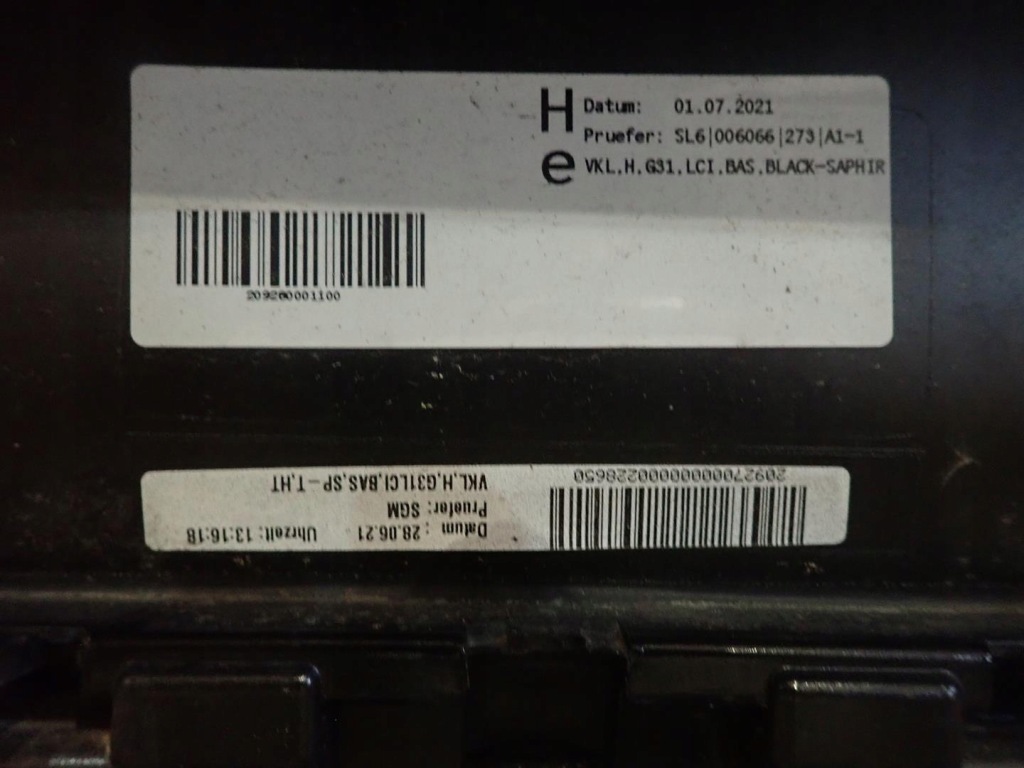 H
Datum: 01.07.2021
Pruefer: SL6|006066|273|A1-1
e
VKL.H.G31.LCI.BAS.BLACK-SAPHIR
209260001100
VKL,H,G31LCI,BAS,SP-T,HT
Pruefer: SGM
Datum : 28.06.21 Uhrzeit: 13:16:18